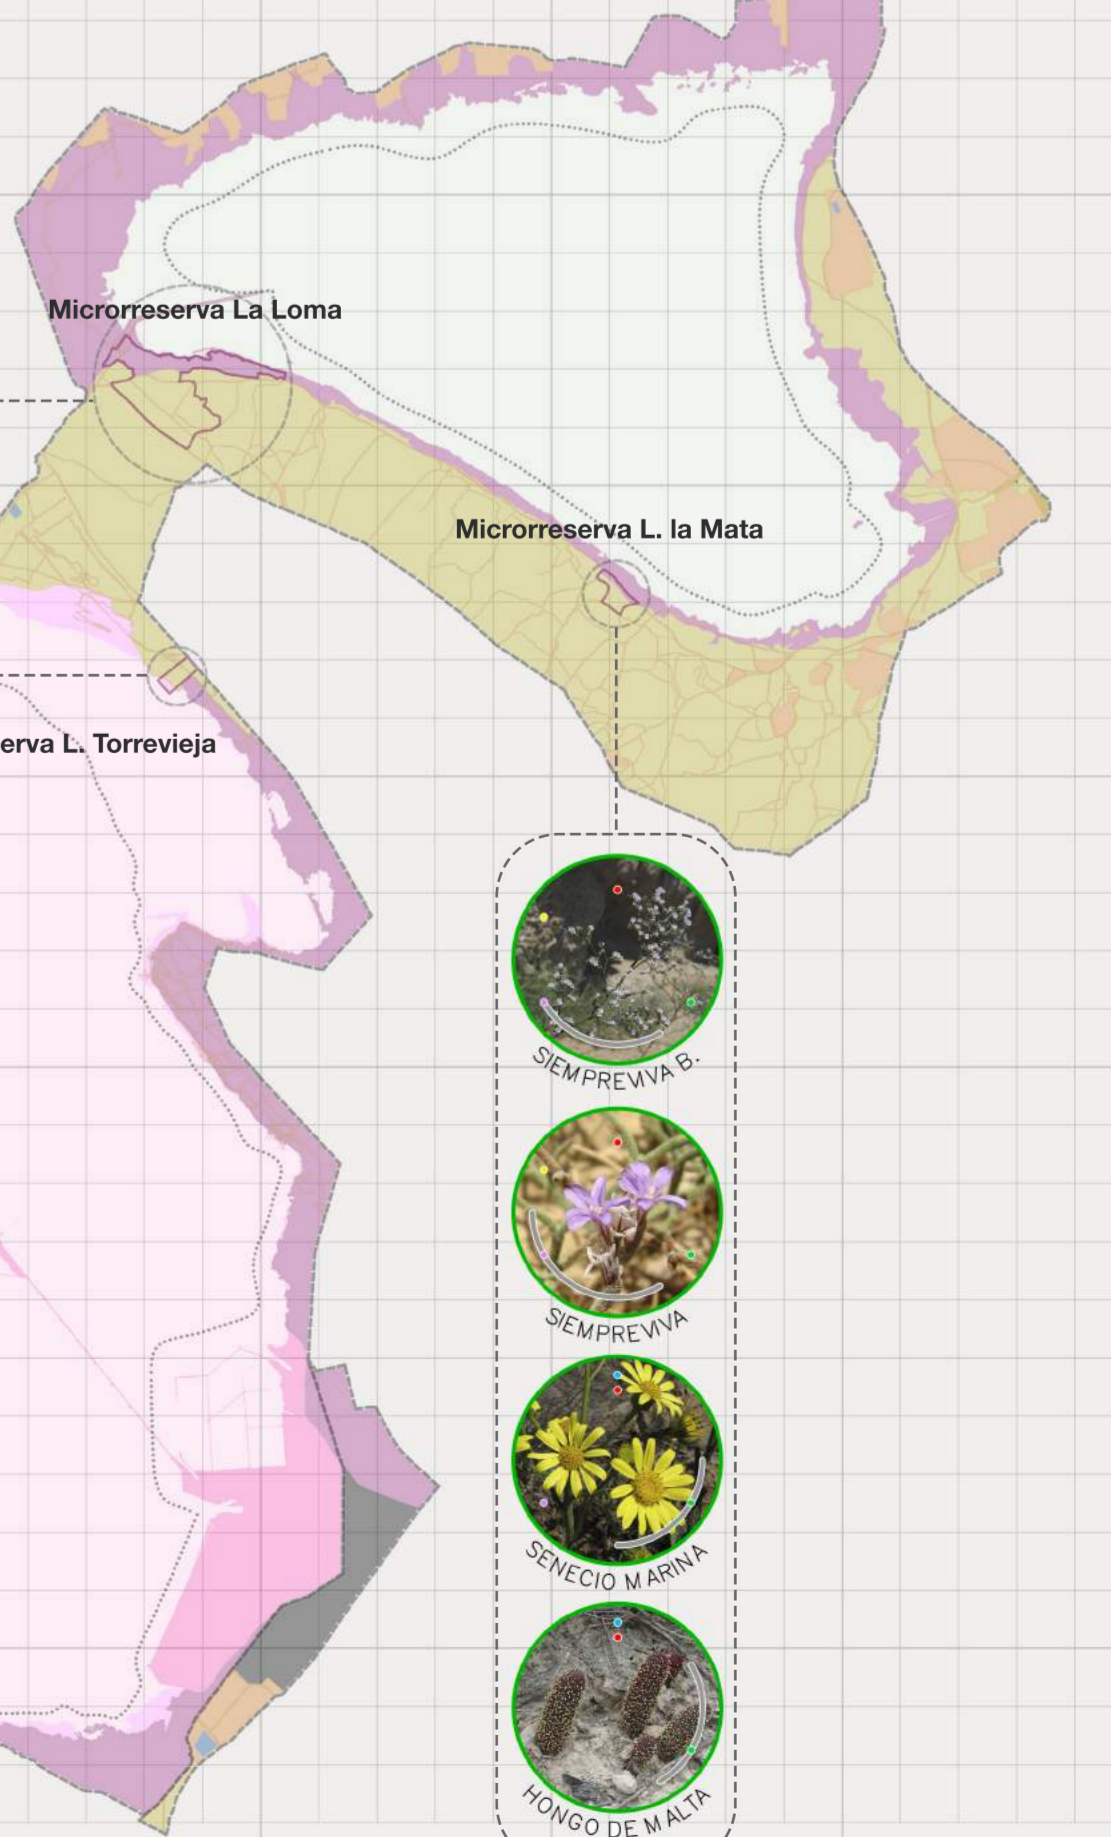 Microrreserva La Loma
Microrreserva L. la Mata
erva L. Torrevieja
SIEMPREVIVA B.
SIEMPREVIVA
SENECIO MARINA
HONGO DE MALTA